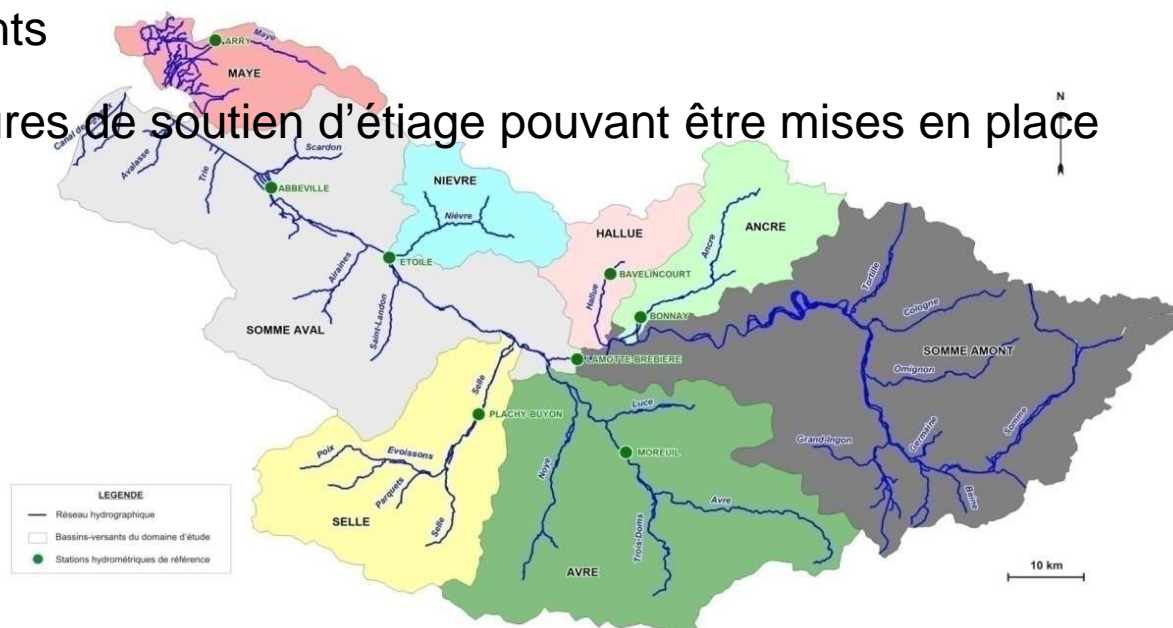 nts
ARRY
Maye
MAYE
ures de soutien d’étiage pouvant être mises en place
N
Avalasse
Trie
Scardon
ABBEVILLE
NIEVRE
Nièvre
HALLUE
ANCRE
Ancre
ETOILE
Airaines
Saint-Landon
BAVELINCOURT
Hallue
BONNAY
Tortille
Cologne
SOMME AVAL
LAMOTTE-BREBIERE
SOMME AMONT
Omignon
Somme
Selle
PLACHY BUYON
Luce
MOREUIL
Grand-Ingon
Germaine
Beine
Poix
Evoissons
Parquets
Noye
Avre
SELLE
Selle
Trois-Doms
AVRE
LEGENDE
Réseau hydrographique
Bassins-versants du domaine d'étude
Stations hydrométriques de référence
10 km